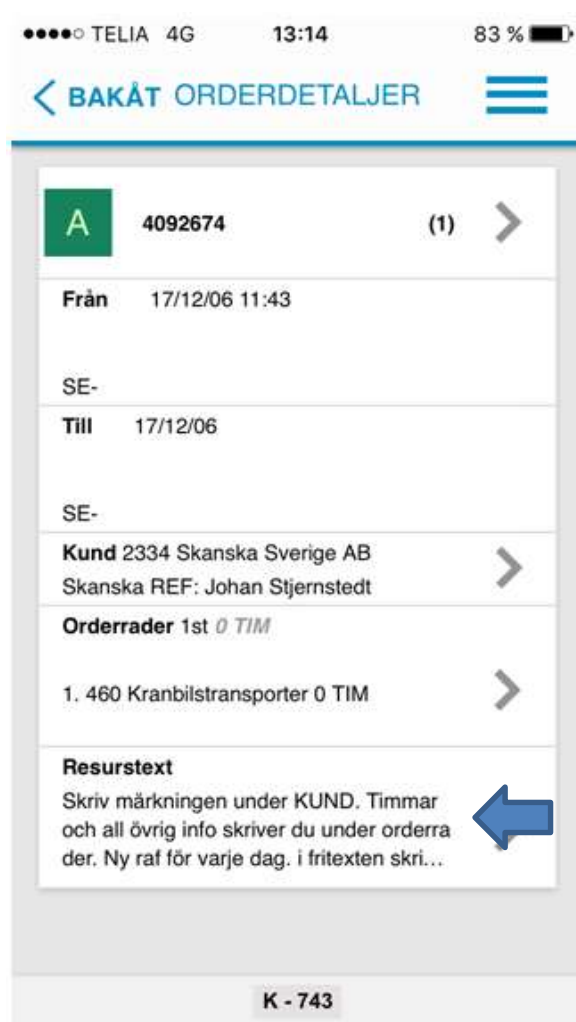 TELIA 4G 13:14 83 %
BAKÅT ORDERDETALJER
A 4092674 (1)
Från 17/12/06 11:43
SE-
Till 17/12/06
SE-
Kund 2334 Skanska Sverige AB
Skanska REF: Johan Stjernstedt
Orderrader 1st 0 TIM
1. 460 Kranbilstransporter 0 TIM
Resurstext
Skriv märkningen under KUND. Timmar
och all övrig info skriver du under orderra
der. Ny raf för varje dag. i fritexten skri...
K - 743